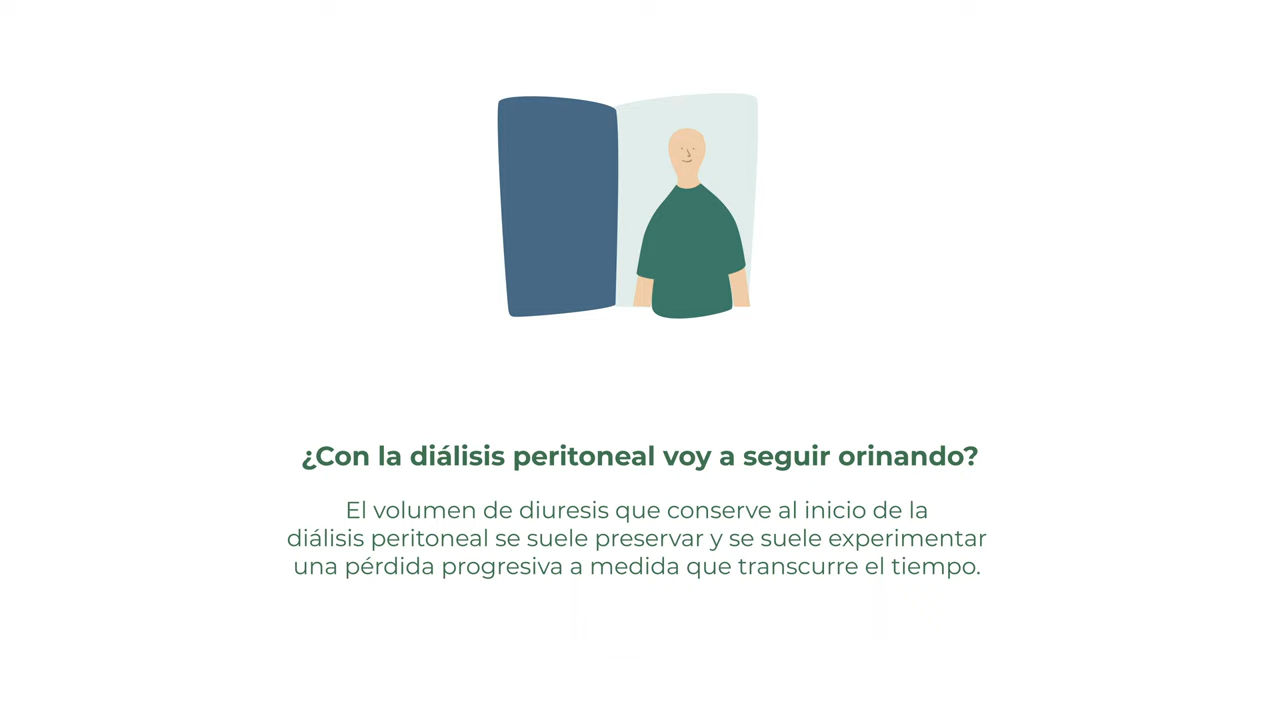 ¿Con la diálisis peritoneal voy a seguir orinando?
El volumen de diuresis que conserve al inicio de la
diálisis peritoneal se suele preservar y se suele experimentar
una pérdida progresiva a medida que transcurre el tiempo.